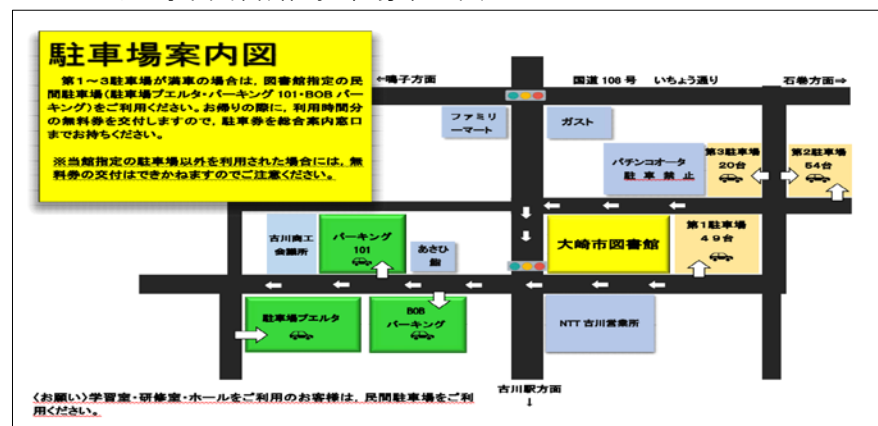 駐車場案内図
第1～3駐車場が満車の場合は，図書館指定の民
間駐車場（駐車場プエルタ・パーキング101・BOBパ
ーキング）をご利用ください。お帰りの際に，利用時間分
の無料券を交付しますので，駐車券を総合案内窓口
までお持ちください。
※当館指定の駐車場以外を利用された場合には，無
料券の交付はできかねますのでご注意ください。
←鳴子方面
国道108号　いちょう通り
石巻方面⇒
ファミリ
ーマート
ガスト
パチンコオータ
駐車禁止
第3駐車場
20台
第2駐車場
54台
古川商工
会議所
パーキング
101
あさひ
大崎市図書館
第1駐車場
49台
駐車場プエルタ
BOB
パーキング
NTT古川営業所
古川駅方面
↓
〈お願い〉学習室・研修室・ホールをご利用のお客様は，民間駐車場をご利
用ください。